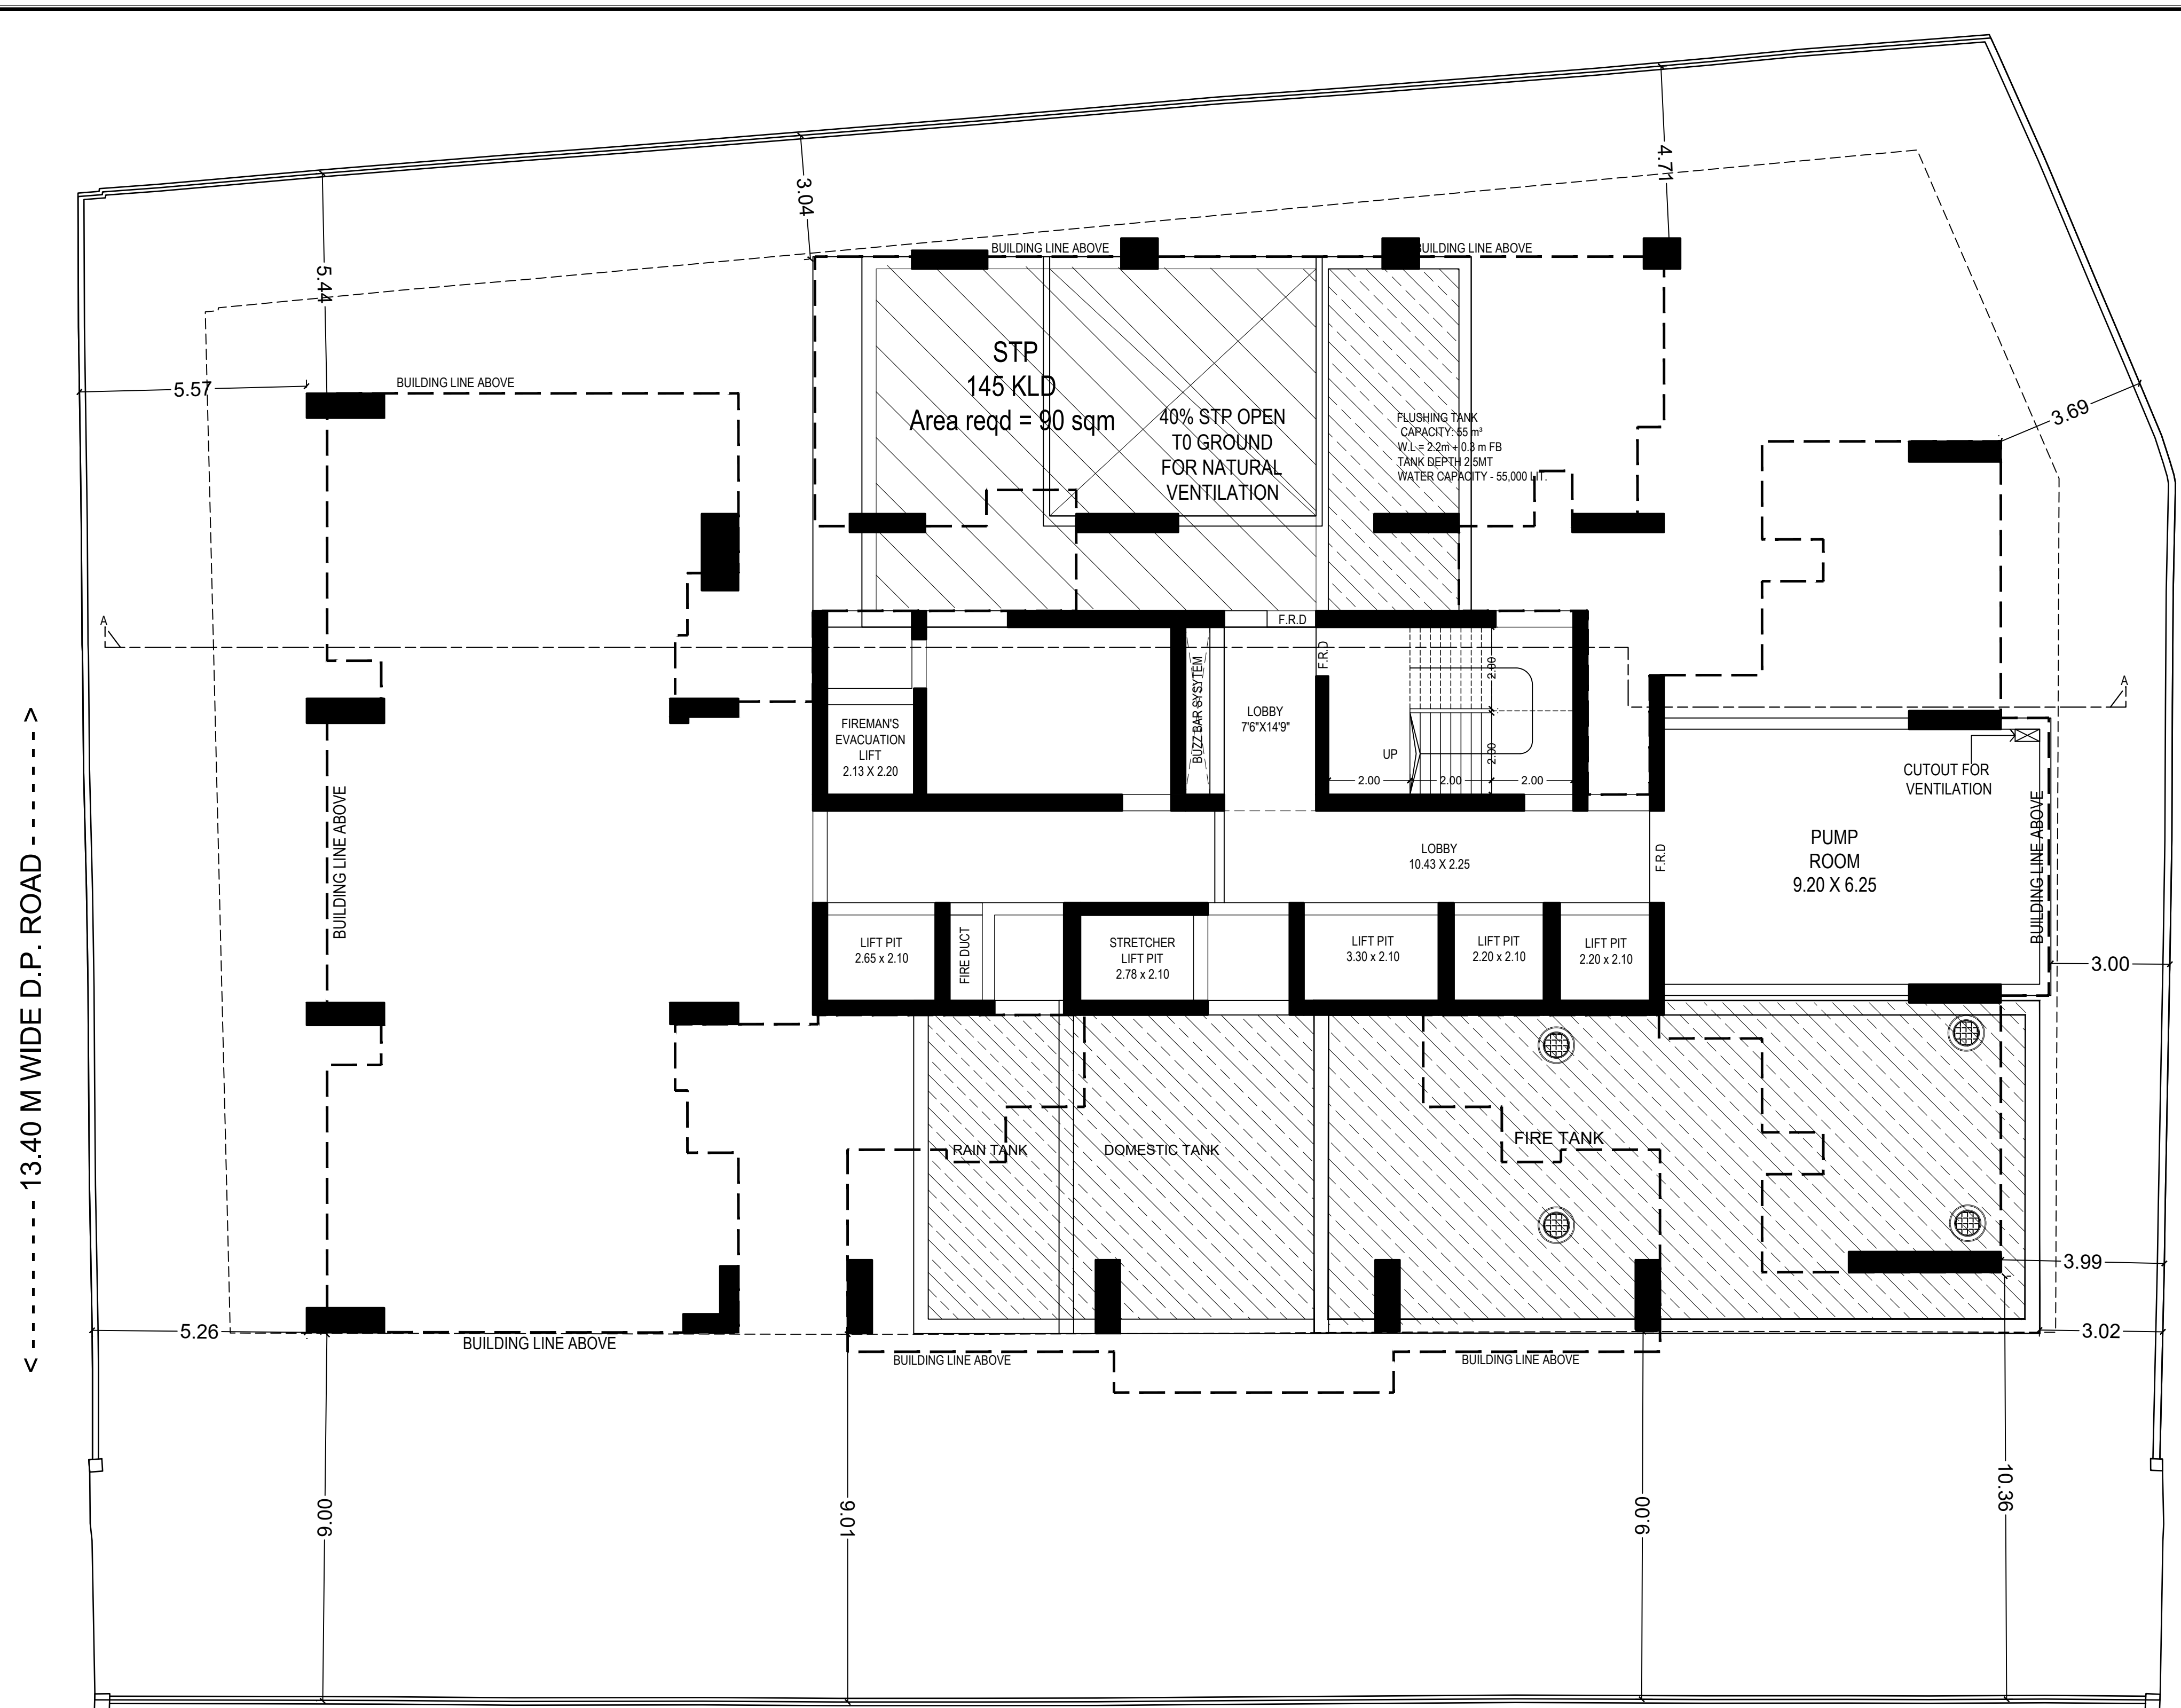 4.71
3.04
BUILDING LINE ABOVE
BUILDING LINE ABOVE
5.44
STP
145 KLD
Area reqd = 90 sqm
40% STP OPEN
T0 GROUND
FOR NATURAL
VENTILATION
5.57
BUILDING LINE ABOVE
FLUSHING TANK
CAPACITY: 55 m³
W.L = 2.2m + 0.3 m FB
TANK DEPTH 2.5MT
WATER CAPACITY - 55,000 LIT.
3.69
A
F.R.D
F.R.D
2.00
BUZZ BAR SYSYTEM
LOBBY
7'6"X14'9"
FIREMAN'S
EVACUATION
LIFT
2.13 X 2.20
UP
2.00
2.00
2.00
2.00
A
CUTOUT FOR
VENTILATION
<---------- 13.40 M WIDE D.P. ROAD ---------->
BUILDING LINE ABOVE
LOBBY
10.43 X 2.25
F.R.D
PUMP
ROOM
9.20 X 6.25
BUILDING LINE ABOVE
LIFT PIT
2.65 x 2.10
FIRE DUCT
STRETCHER
LIFT PIT
2.78 x 2.10
LIFT PIT
3.30 x 2.10
LIFT PIT
2.20 x 2.10
LIFT PIT
2.20 x 2.10
3.00
RAIN TANK
DOMESTIC TANK
FIRE TANK
3.99
5.26
3.02
BUILDING LINE ABOVE
BUILDING LINE ABOVE
BUILDING LINE ABOVE
9.00
9.01
9.00
10.36